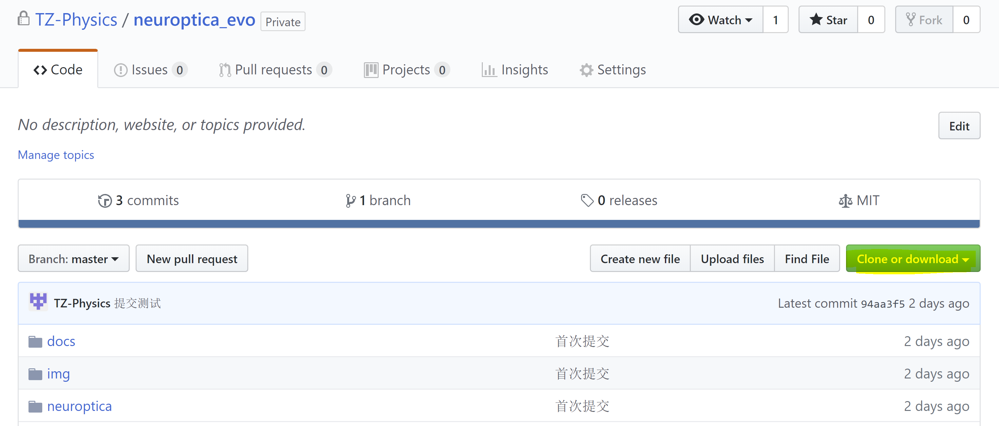 TZ-Physics / neuroptica_evo Private Watch 1 Star 0 Fork 0
Code Issues 0 Pull requests 0 Projects 0 Insights Settings
No description, website, or topics provided. Edit
Manage topics
3 commits 1 branch 0 releases MIT
Branch: master New pull request Create new file Upload files Find File Clone or download
TZ-Physics 提交测试 Latest commit 94aa3f5 2 days ago
docs 首次提交 2 days ago
img 首次提交 2 days ago
neuroptica 首次提交 2 days ago